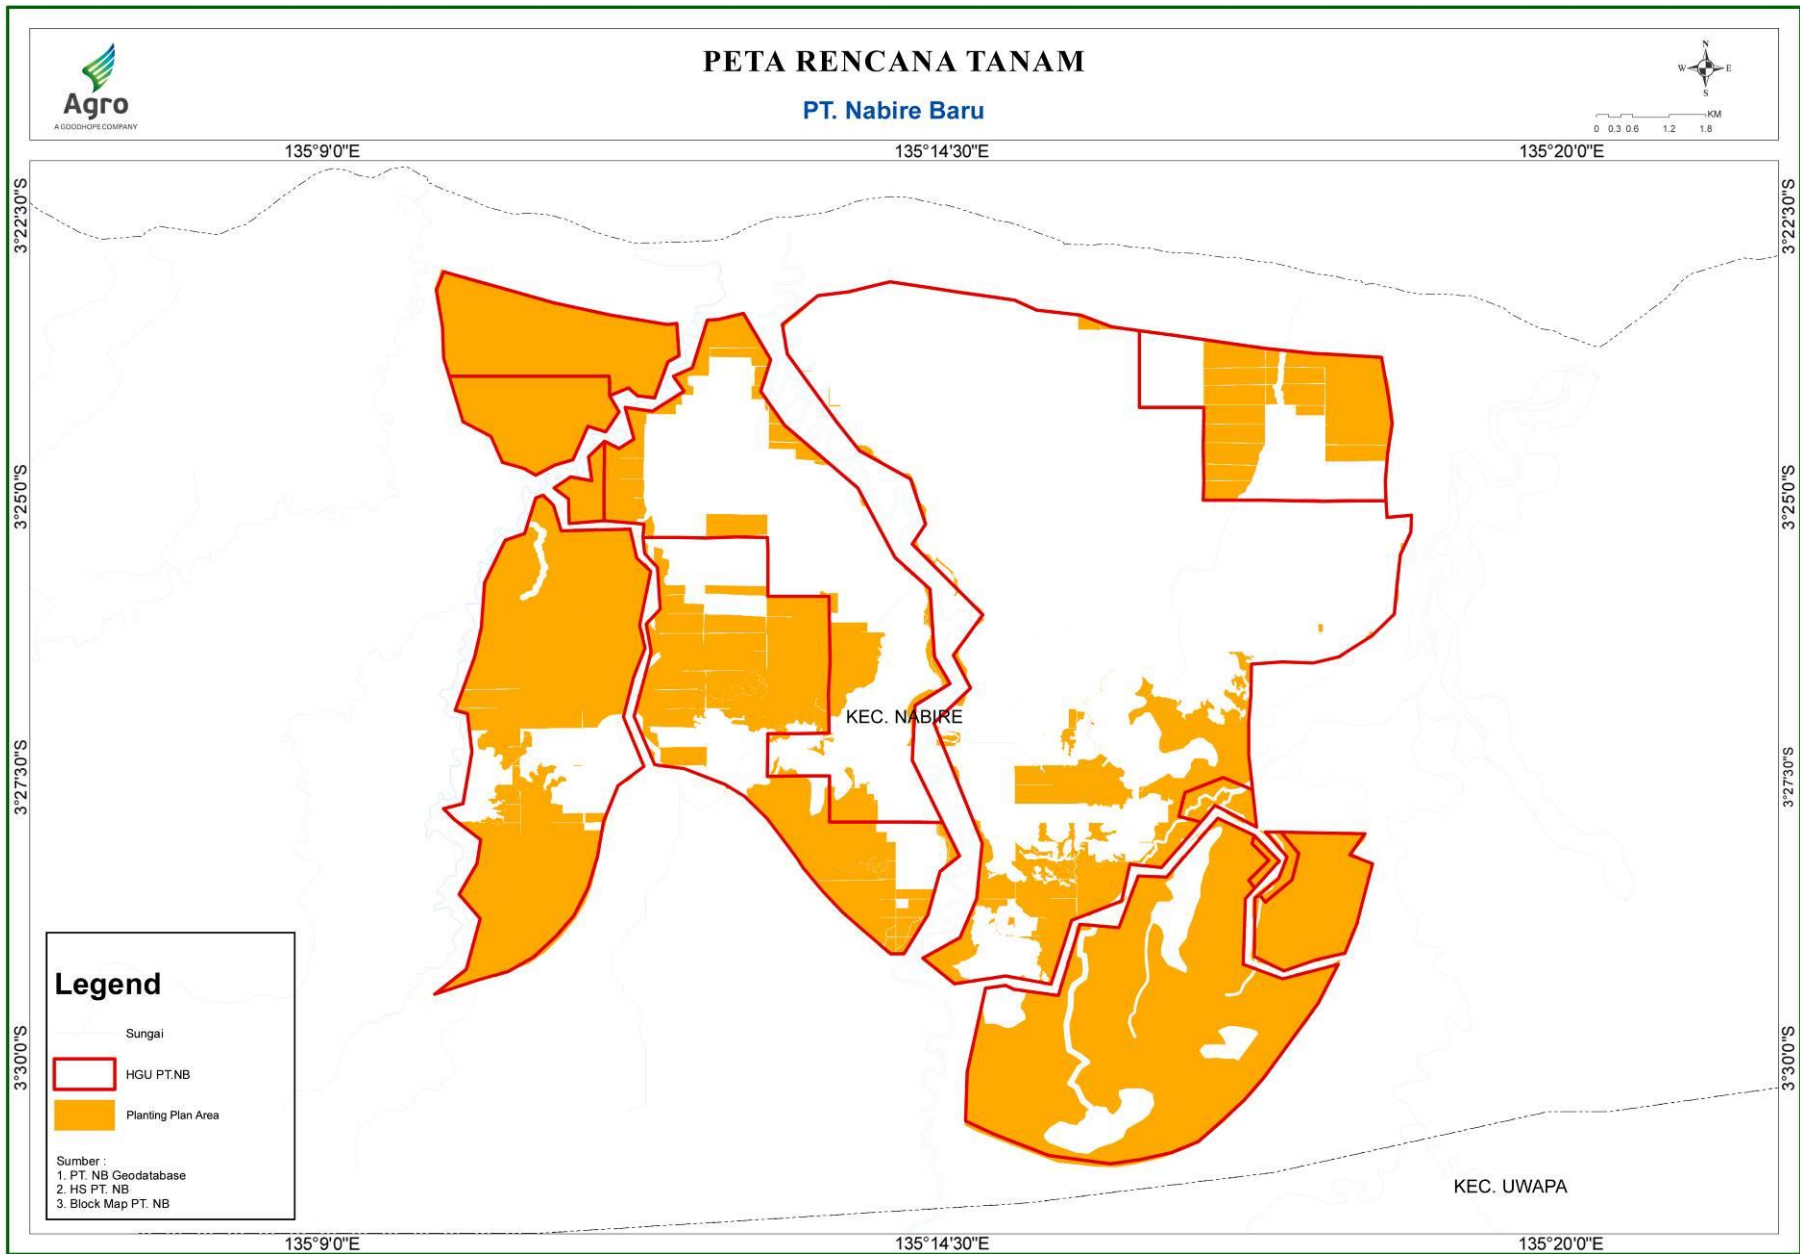 Agro
A GOODHOPE COMPANY
PETA RENCANA TANAM
PT. Nabire Baru
N
W E
S
KM
0 0.3 0.6 1.2 1.8
135°9'0"E 135°14'30"E 135°20'0"E
3°22'30"S 3°22'30"S
3°25'0"S 3°25'0"S
KEC. NABIRE
3°27'30"S 3°27'30"S
Legend
Sungai
HGU PT.NB
Planting Plan Area
3°30'0"S 3°30'0"S
Sumber :
1. PT. NB Geodatabase
2. HS PT. NB
3. Block Map PT. NB
KEC. UWAPA
135°9'0"E 135°14'30"E 135°20'0"E